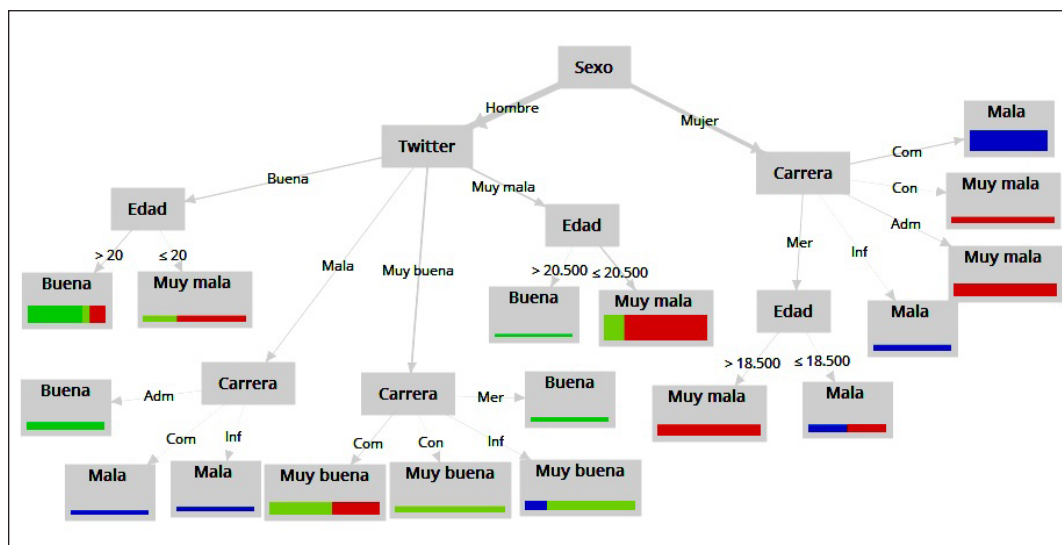 Sexo
Hombre
Mujer
Twitter
Carrera
Mala
Com
Con
Muy mala
Adm
Muy mala
Inf
Mala
Mer
Edad
> 18.500
≤ 18.500
Muy mala
Mala
Buena
Edad
> 20
≤ 20
Buena
Muy mala
Mala
Muy buena
Muy mala
Edad
> 20.500
≤ 20.500
Buena
Muy mala
Carrera
Adm
Buena
Com
Inf
Mala
Mala
Carrera
Mer
Buena
Com
Con
Inf
Muy buena
Muy buena
Muy buena